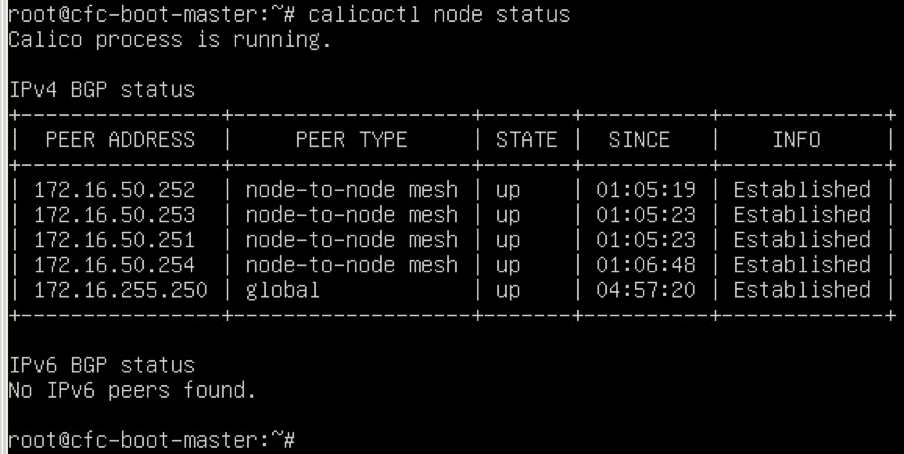 root@cfc-boot-master:~# calicoctl node status
Calico process is running.
IPv4 BGP status
+---------------+-------------------+-------+----------+-------------+
| PEER ADDRESS | PEER TYPE | STATE | SINCE | INFO |
+---------------+-------------------+-------+----------+-------------+
| 172.16.50.252 | node-to-node mesh | up | 01:05:19 | Established |
| 172.16.50.253 | node-to-node mesh | up | 01:05:23 | Established |
| 172.16.50.251 | node-to-node mesh | up | 01:05:23 | Established |
| 172.16.50.254 | node-to-node mesh | up | 01:06:48 | Established |
| 172.16.255.250 | global | up | 04:57:20 | Established |
+---------------+-------------------+-------+----------+-------------+
IPv6 BGP status
No IPv6 peers found.
root@cfc-boot-master:~#